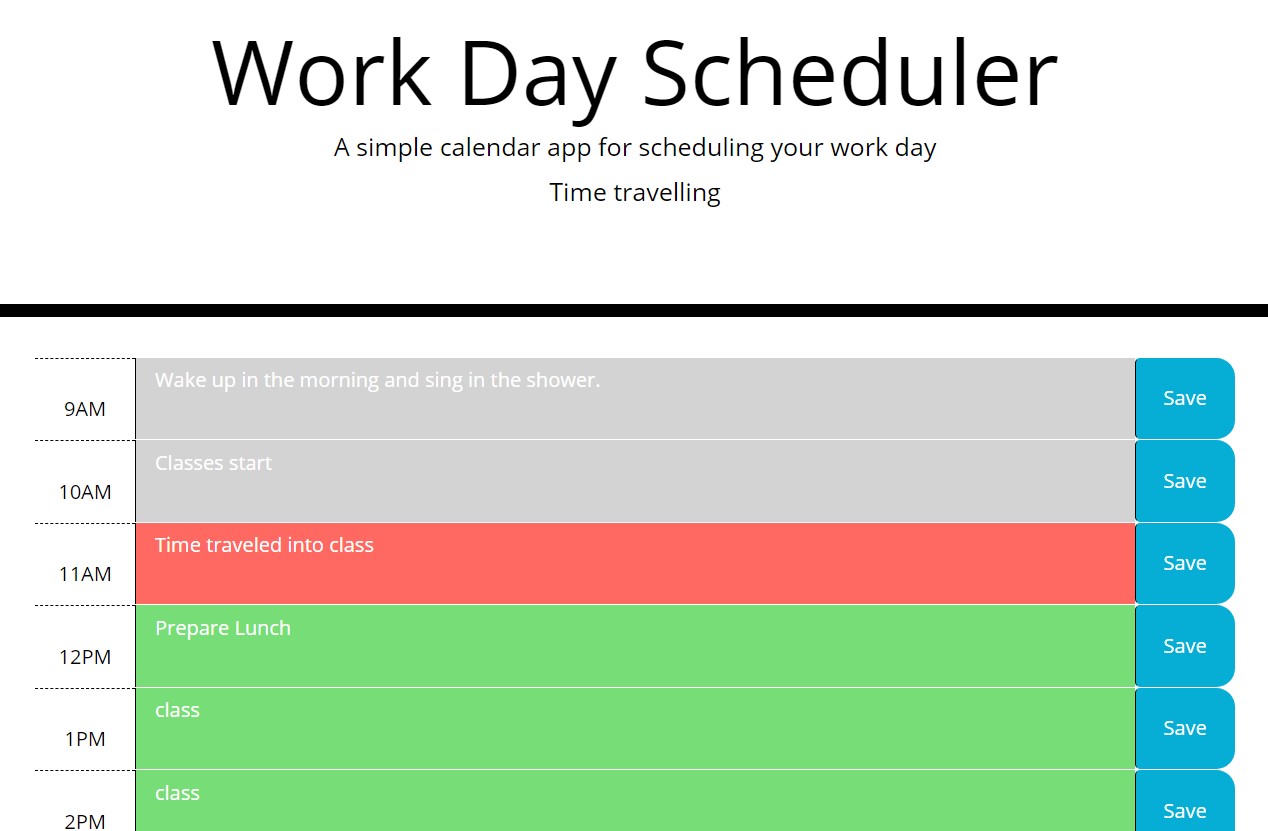 Work Day Scheduler
A simple calendar app for scheduling your work day
Time travelling
Wake up in the morning and sing in the shower.
9AM
Save
Classes start
10AM
Save
Time traveled into class
11AM
Save
Prepare Lunch
12PM
Save
class
1PM
Save
class
2PM
Save